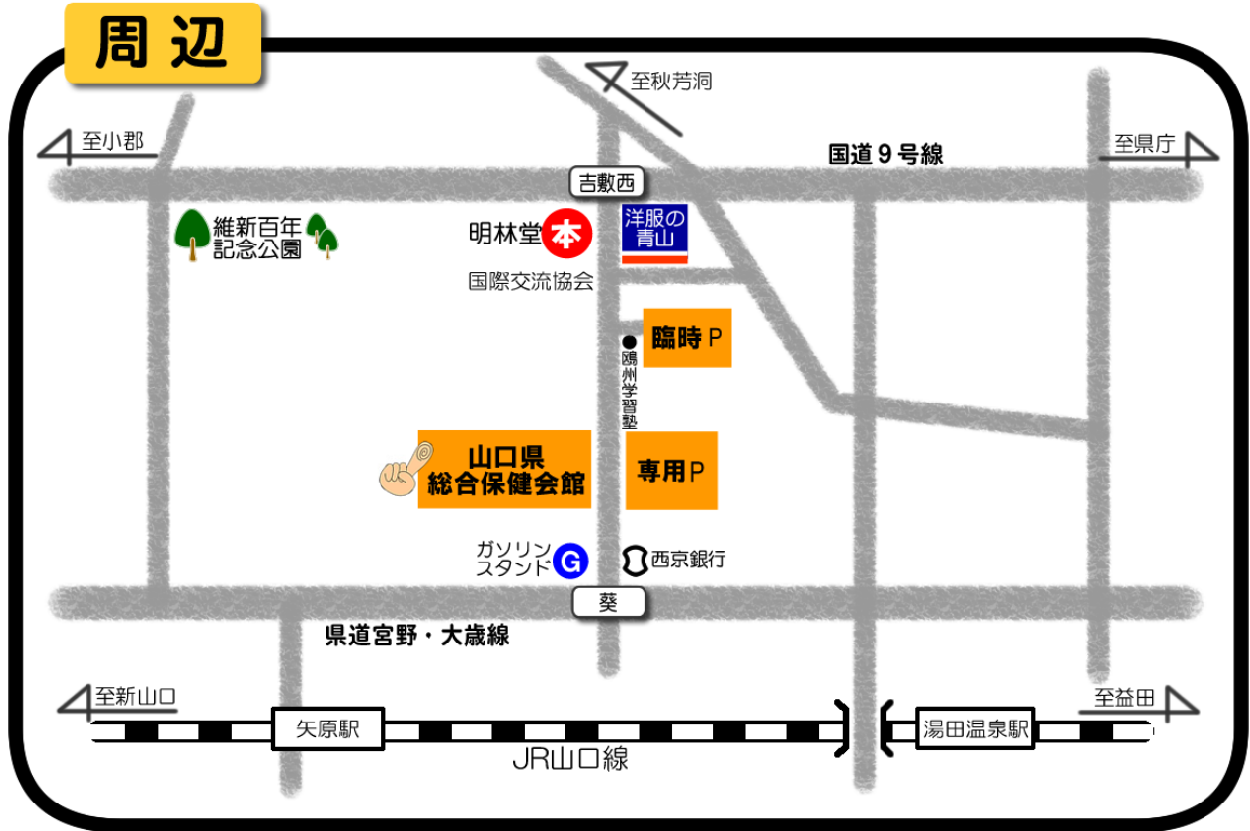 周辺
至秋芳洞
至小郡
国道9号線
至県庁
吉敷西
維新百年
記念公園
明林堂
本
洋服の
青山
国際交流協会
臨時P
鷗州学習塾
山口県
総合保健会館
専用P
ガソリン
スタンド
G
西京銀行
葵
県道宮野・大歳線
至新山口
至益田
矢原駅
湯田温泉駅
JR山口線